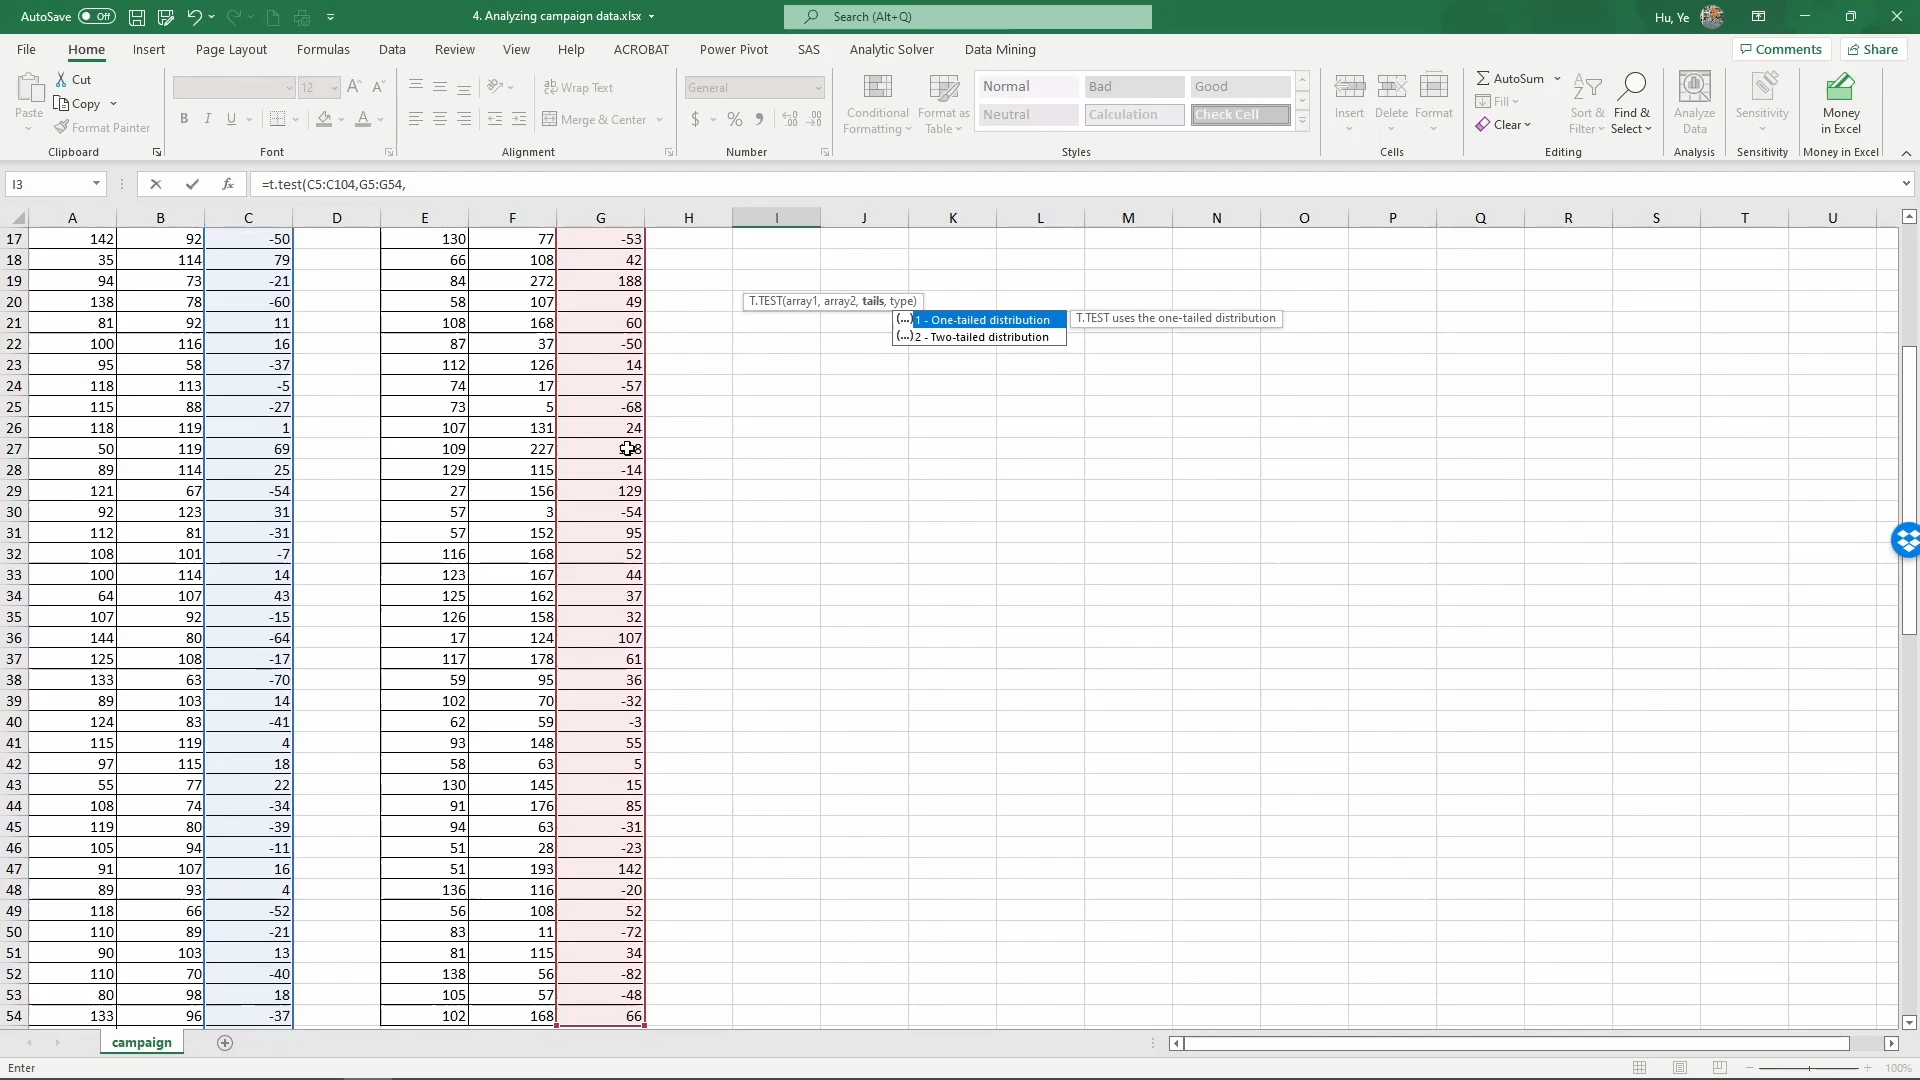 AutoSave Off 4. Analyzing campaign data.xlsx Search (Alt+Q) Hu, Ye
File Home Insert Page Layout Formulas Data Review View Help ACROBAT Power Pivot SAS Analytic Solver Data Mining Comments Share
Paste Cut Copy Format Painter 12 A A B I U A ab Wrap Text Merge & Center General $ % Conditional Formatting Format as Table Normal Bad Good Neutral Calculation Check Cell Insert Delete Format AutoSum Fill Clear Sort & Filter Find & Select Analyze Data Sensitivity Money in Excel
Clipboard Font Alignment Number Styles Cells Editing Analysis Sensitivity Money in Excel
I3 fx =t.test(C5:C104,G5:G54,
A B C D E F G H I J K L M N O P Q R S T U
17 142 92 -50 130 77 -53
18 35 114 79 66 108 42
19 94 73 -21 84 272 188
20 138 78 -60 58 107 49
T.TEST(array1, array2, tails, type)
21 81 92 11 108 168 60
(...) 1 - One-tailed distribution T.TEST uses the one-tailed distribution
(...) 2 - Two-tailed distribution
22 100 116 16 87 37 -50
23 95 58 -37 112 126 14
24 118 113 -5 74 17 -57
25 115 88 -27 73 5 -68
26 118 119 1 107 131 24
27 50 119 69 109 227
28 89 114 25 129 115 -14
29 121 67 -54 27 156 129
30 92 123 31 57 3 -54
31 112 81 -31 57 152 95
32 108 101 -7 116 168 52
33 100 114 14 123 167 44
34 64 107 43 125 162 37
35 107 92 -15 126 158 32
36 144 80 -64 17 124 107
37 125 108 -17 117 178 61
38 133 63 -70 59 95 36
39 89 103 14 102 70 -32
40 124 83 -41 62 59 -3
41 115 119 4 93 148 55
42 97 115 18 58 63 5
43 55 77 22 130 145 15
44 108 74 -34 91 176 85
45 119 80 -39 94 63 -31
46 105 94 -11 51 28 -23
47 91 107 16 51 193 142
48 89 93 4 136 116 -20
49 118 66 -52 56 108 52
50 110 89 -21 83 11 -72
51 90 103 13 81 115 34
52 110 70 -40 138 56 -82
53 80 98 18 105 57 -48
54 133 96 -37 102 168 66
campaign
Enter 100%